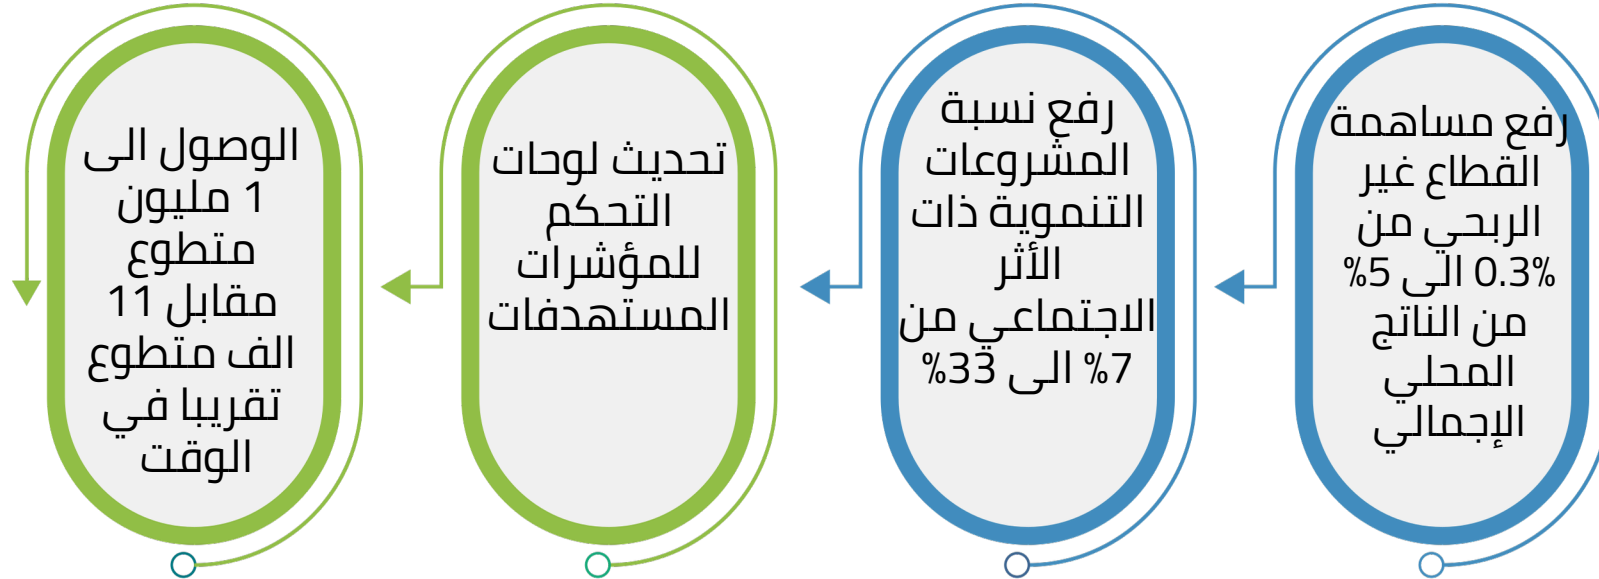 رفع مساهمة
القطاع غير
الربحي من
0.3% الى 5%
من الناتج
المحلي
الإجمالي
رفع نسبة
المشروعات
التنموية ذات
الأثر
الاجتماعي من
7% الى 33%
تحديث لوحات
التحكم
للمؤشرات
المستهدفات
الوصول الى
1 مليون
متطوع
مقابل 11
الف متطوع
تقريبا في
الوقت